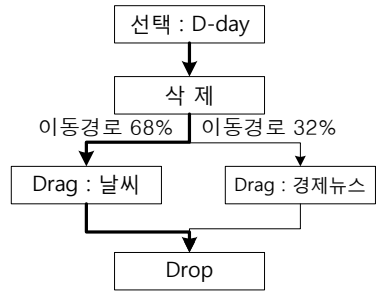 선택 : D-day
삭 제
이동경로 68% 이동경로 32%
Drag : 날씨 Drag : 경제뉴스
Drop